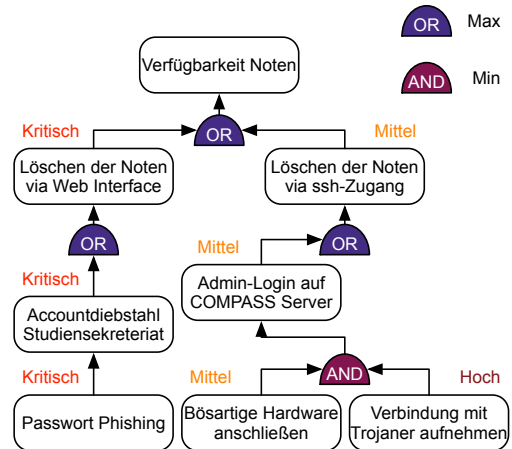 OR
Max
AND
Min
Verfügbarkeit Noten
Kritisch
OR
Mittel
Löschen der Noten
via Web Interface
Löschen der Noten
via ssh-Zugang
OR
Mittel
OR
Kritisch
Admin-Login auf
COMPASS Server
Accountdiebstahl
Studiensekreteriat
Kritisch
Mittel
AND
Hoch
Passwort Phishing
Bösartige Hardware
anschließen
Verbindung mit
Trojaner aufnehmen